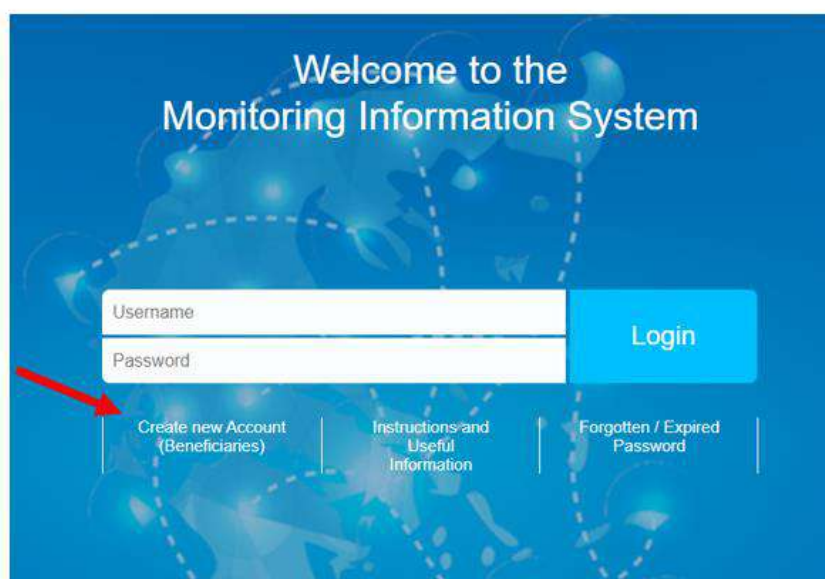 Welcome to the
Monitoring Information System
Username
Login
Password
Create new Account
(Beneficiaries)
Instructions and
Useful
Information
Forgotten / Expired
Password